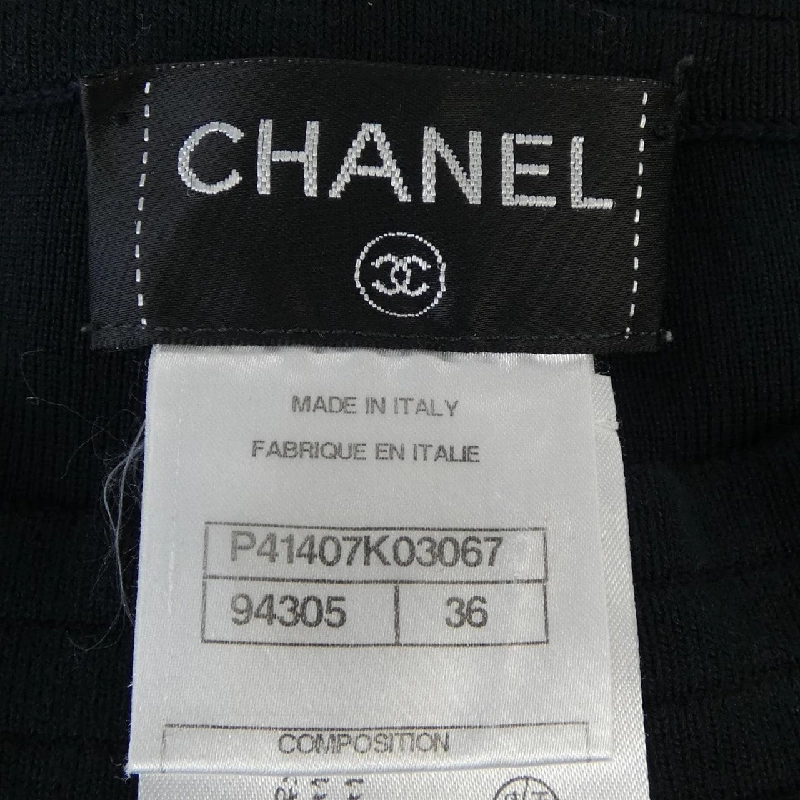 CHANEL
MADE IN ITALY
FABRIQUE EN ITALIE
P41407K03067
94305 36
COMPOSITION